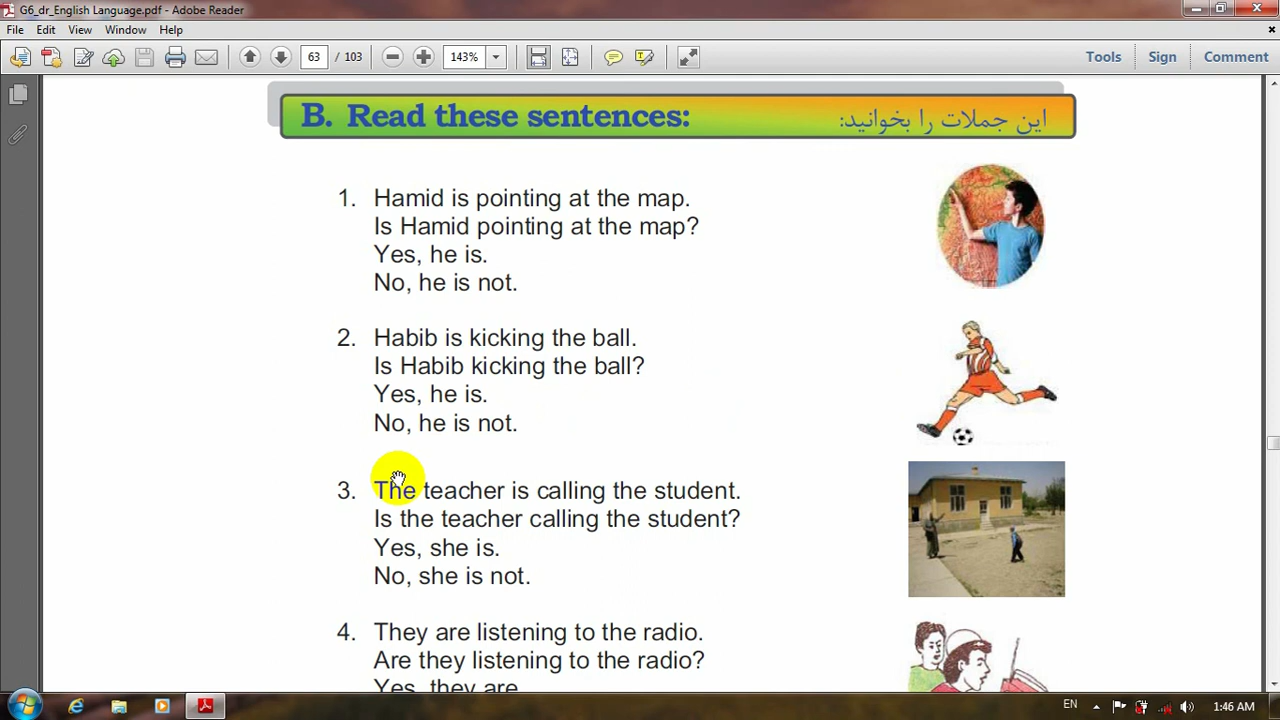 G6_dr_English Language.pdf - Adobe Reader
File Edit View Window Help
63 / 103 143% Tools Sign Comment
B. Read these sentences: این جملات را بخوانید:
1. Hamid is pointing at the map.
Is Hamid pointing at the map?
Yes, he is.
No, he is not.
2. Habib is kicking the ball.
Is Habib kicking the ball?
Yes, he is.
No, he is not.
3. The teacher is calling the student.
Is the teacher calling the student?
Yes, she is.
No, she is not.
4. They are listening to the radio.
Are they listening to the radio?
Yes, they are.
EN 1:46 AM